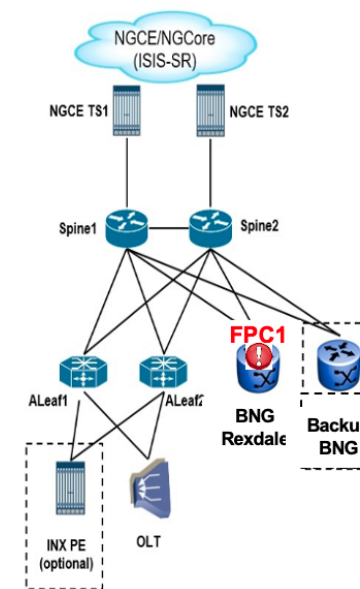 NGCE/NGCore
(ISIS-SR)
NGCE TS1
NGCE TS2
Spine1
Spine2
FPC1
!
ALeaf1
ALeaf2
BNG
Rexdale
Backu
BNG
INX PE
(optional)
OLT